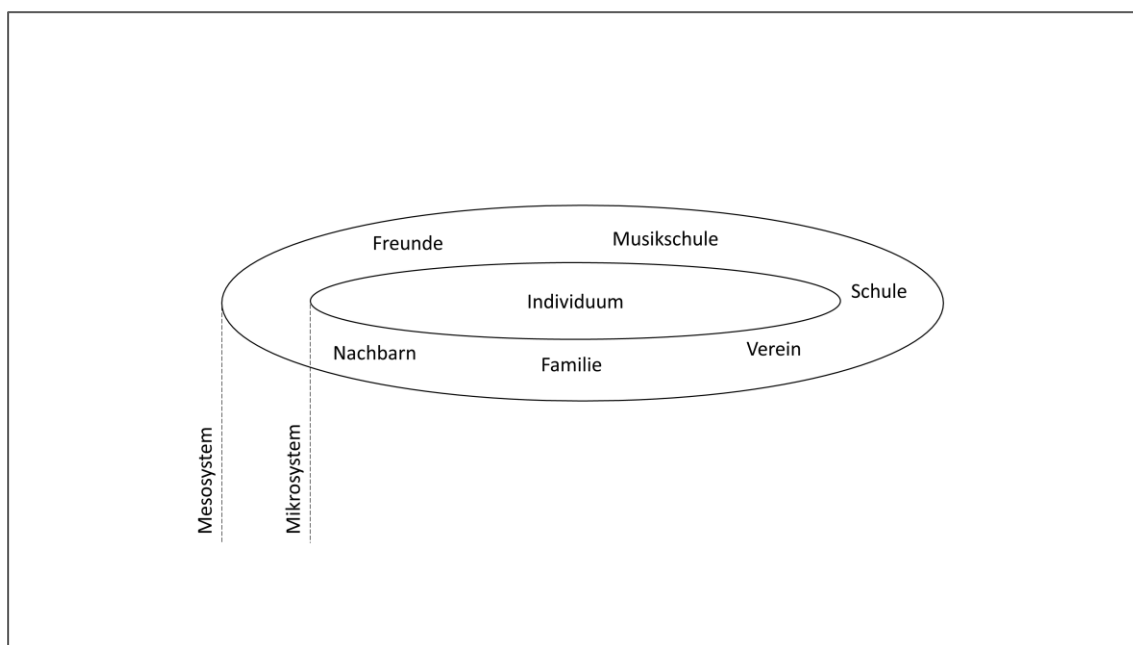 Freunde
Musikschule
Schule
Individuum
Nachbarn
Familie
Verein
Mesosystem
Mikrosystem